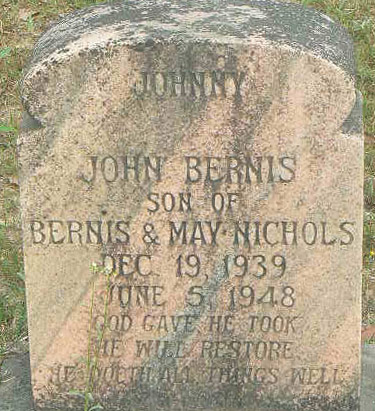 JOHNNY
JOHN BERNIS
SON OF
BERNIS & MAY NICHOLS
DEC. 19, 1939
JUNE 5, 1948
GOD GAVE HE TOOK
HE WILL RESTORE
HE DOETH ALL THINGS WELL